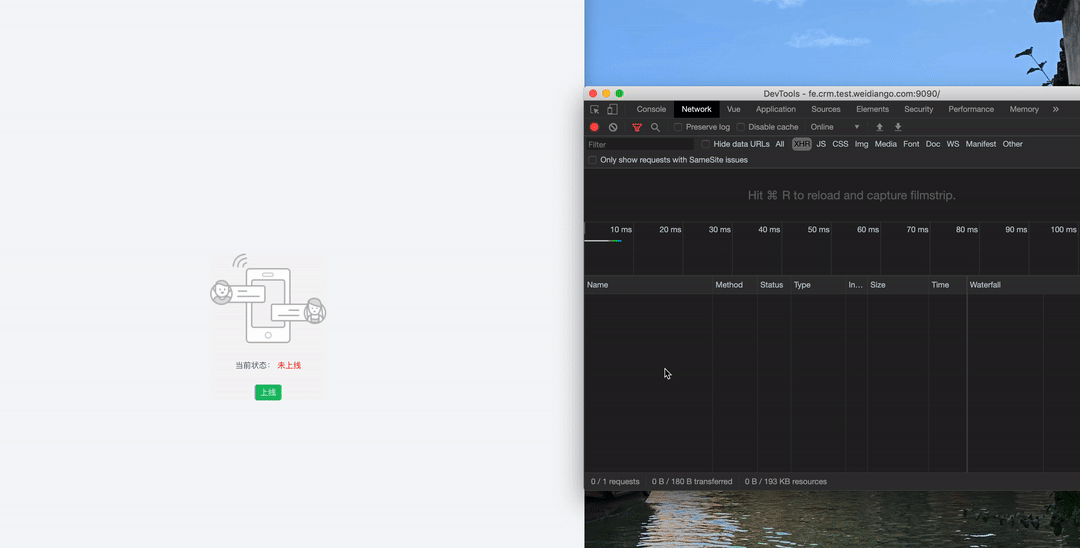 当前状态： 未上线
上线
DevTools - fe.crm.test.weidiango.com:9090/
Console Network Vue Application Sources Elements Security Performance Memory »
Preserve log Disable cache Online
Filter Hide data URLs All XHR JS CSS Img Media Font Doc WS Manifest Other
Only show requests with SameSite issues
Hit ⌘ R to reload and capture filmstrip.
10 ms 20 ms 30 ms 40 ms 50 ms 60 ms 70 ms 80 ms 90 ms 100 ms
Name Method Status Type In... Size Time Waterfall
0 / 1 requests 0 B / 180 B transferred 0 B / 193 KB resources